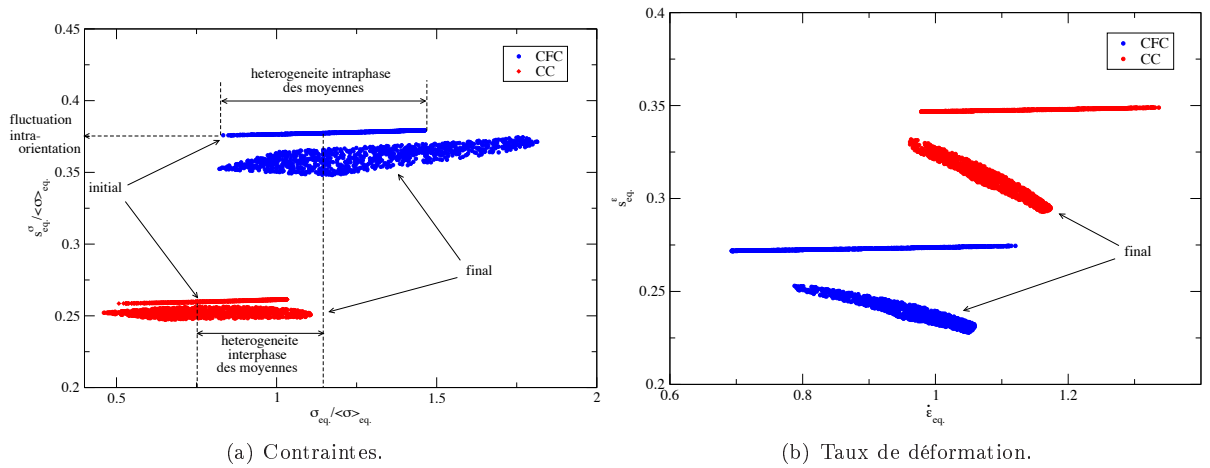 0.45
0.4
0.35
0.3
0.25
0.2
0.5
1
1.5
2
CFC
CC
heterogeneite intraphase
des moyennes
fluctuation
intra-
orientation
initial
final
heterogeneite
interphase
des moyennes
s^σ_eq./<σ>_eq.
σ_eq./<σ>_eq.
(a) Contraintes.
0.4
0.35
0.3
0.25
0.2
0.6
0.8
1
1.2
CFC
CC
final
s^ε_eq.
ε̇_eq.
(b) Taux de déformation.